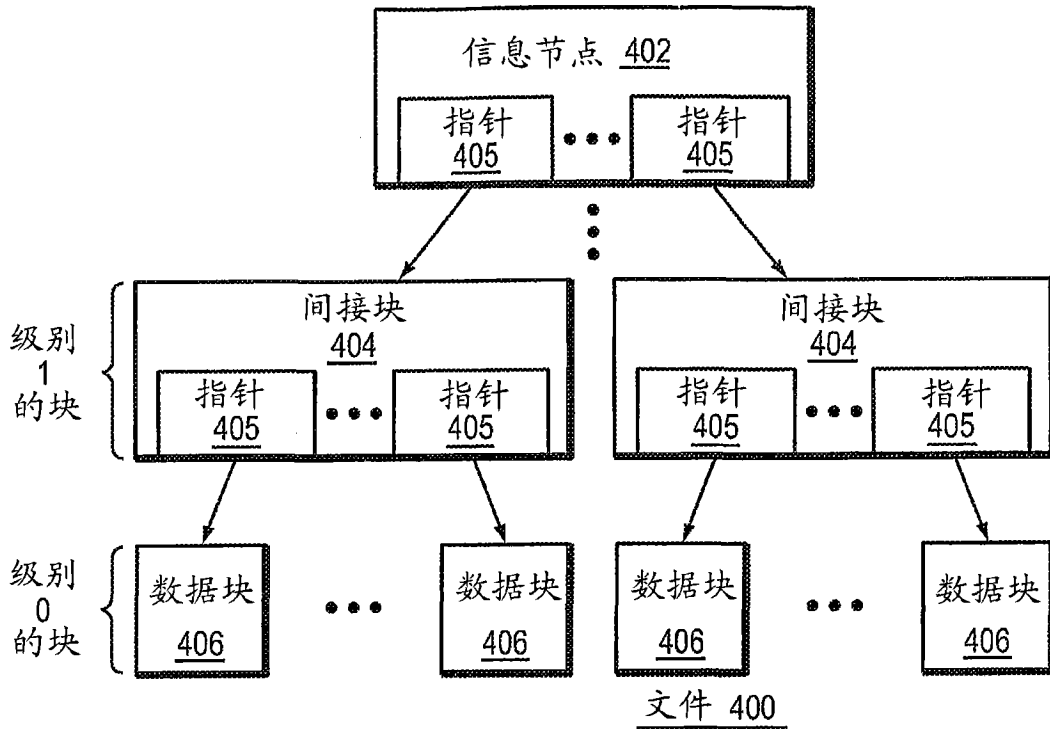 信息节点 402
指针 指针
405 405
间接块 间接块
404 404
级别
1
的块
指针 指针 指针 指针
405 405 405 405
级别
0
的块
数据块 数据块 数据块 数据块
406 406 406 406
文件 400